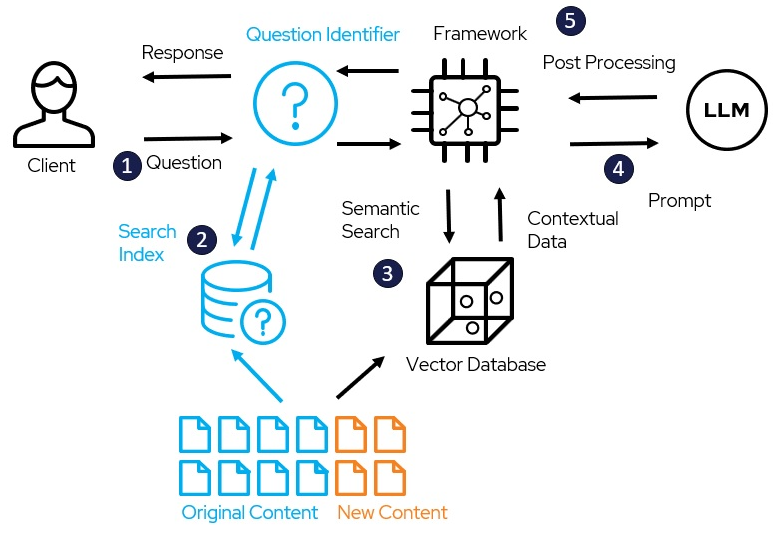 Question Identifier
Framework
5
Response
Post Processing
?
LLM
Client
1
Question
4
Prompt
Search
Index
2
Semantic
Search
Contextual
Data
3
?
Vector Database
Original Content
New Content